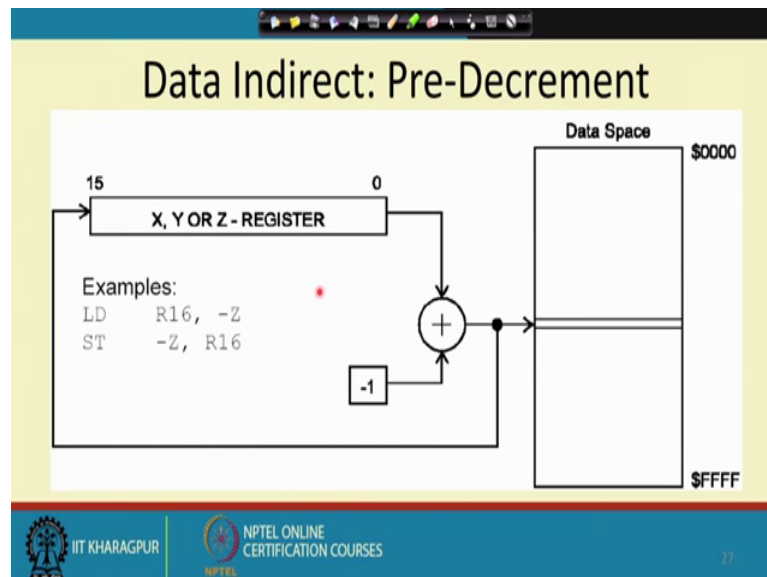 Data Indirect: Pre-Decrement
Data Space
$0000
15 0
X, Y OR Z - REGISTER
Examples:
LD R16, -Z
ST -Z, R16
+
-1
$FFFF
IIT KHARAGPUR
NPTEL ONLINE
CERTIFICATION COURSES
NPTEL
27